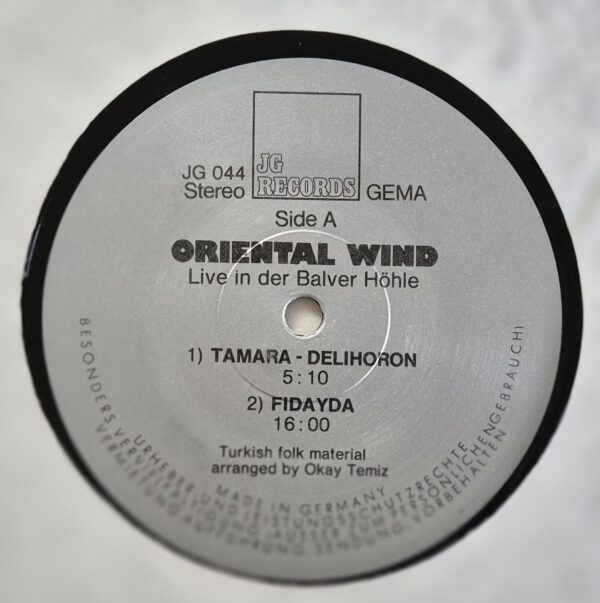 JG RECORDS
JG 044
Stereo
GEMA
Side A
ORIENTAL WIND
Live in der Balver Höhle
1) TAMARA - DELIHORON
5:10
2) FIDAYDA
16:00
Turkish folk material
arranged by Okay Temiz
MADE IN GERMANY
URHEBER- UND LEISTUNGSSCHUTZRECHTE
BESONDERS VERVIELFÄLTIGUNG (AUSSER ZUM PERSÖNLICHEN GEBRAUCH)
VERMIETUNG, AUFFÜHRUNG, SENDUNG, VORBEHALTEN